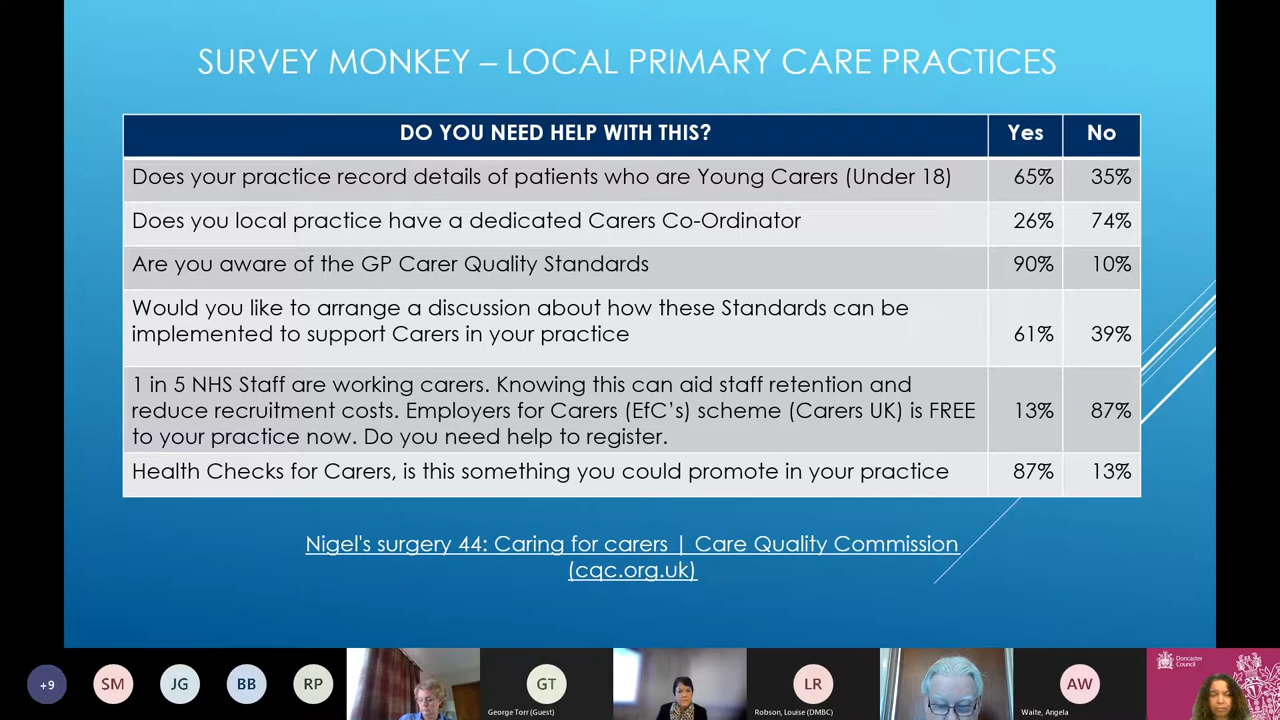 SURVEY MONKEY – LOCAL PRIMARY CARE PRACTICES
DO YOU NEED HELP WITH THIS? Yes No
Does your practice record details of patients who are Young Carers (Under 18) 65% 35%
Does you local practice have a dedicated Carers Co-Ordinator 26% 74%
Are you aware of the GP Carer Quality Standards 90% 10%
Would you like to arrange a discussion about how these Standards can be
implemented to support Carers in your practice 61% 39%
1 in 5 NHS Staff are working carers. Knowing this can aid staff retention and
reduce recruitment costs. Employers for Carers (EfC's) scheme (Carers UK) is FREE 13% 87%
to your practice now. Do you need help to register.
Health Checks for Carers, is this something you could promote in your practice 87% 13%
Nigel's surgery 44: Caring for carers | Care Quality Commission
(cqc.org.uk)
+9 SM JG BB RP GT LR AW
George Torr (Guest) Robson, Louise (DMBC) Waite, Angela
Doncaster
Council